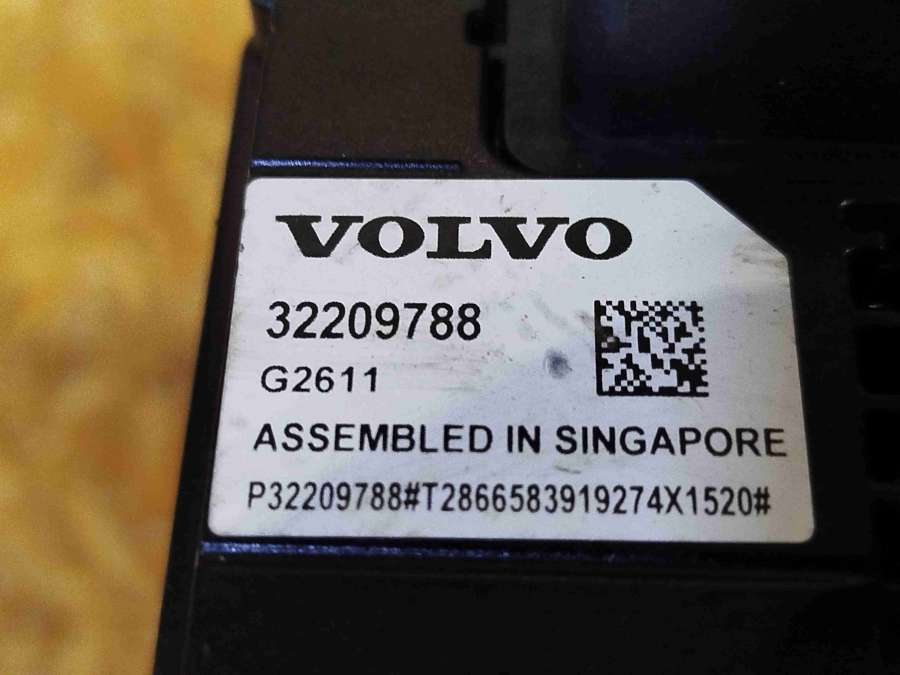 VOLVO
32209788
G2611
ASSEMBLED IN SINGAPORE
P32209788#T2866583919274X1520#